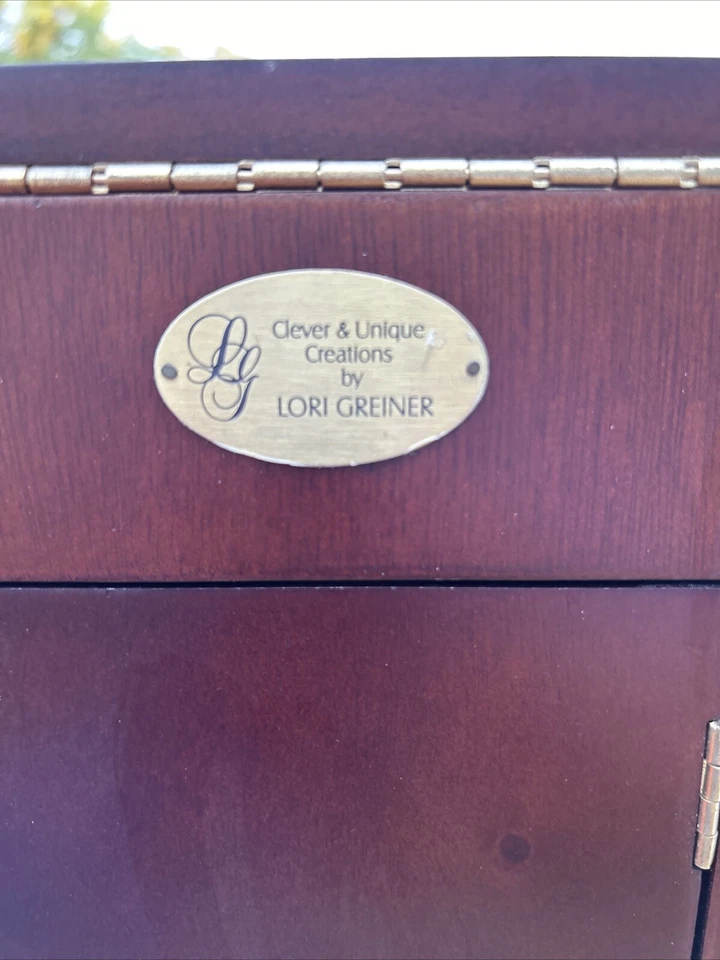 LG
Clever & Unique
Creations
by
LORI GREINER